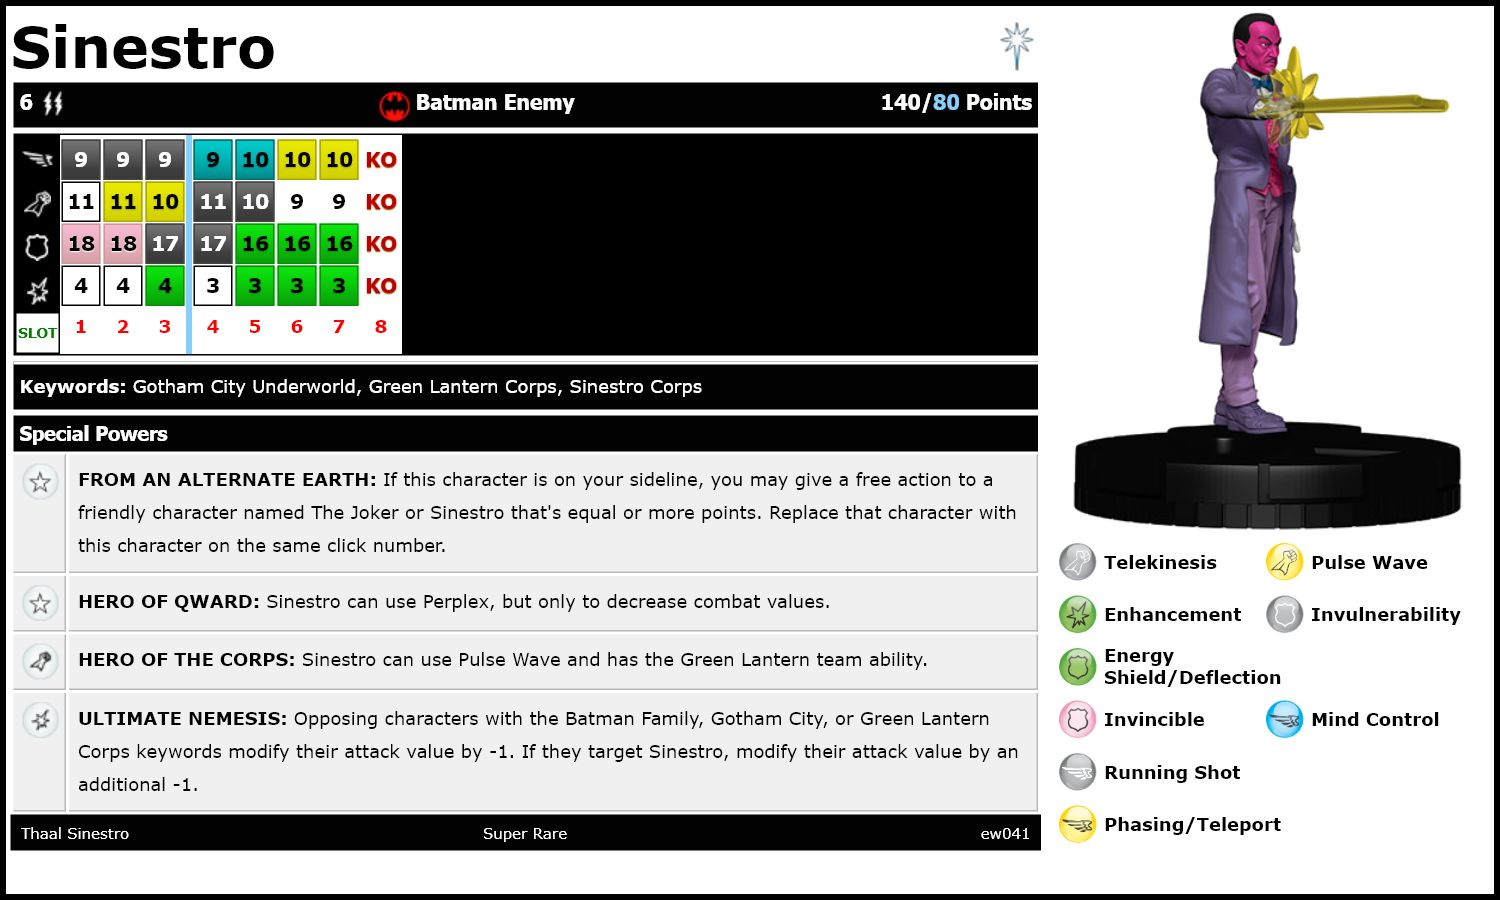 Sinestro
6 Batman Enemy 140/80 Points
9 9 9 9 10 10 10 KO
11 11 10 11 10 9 9 KO
18 18 17 17 16 16 16 KO
4 4 4 3 3 3 3 KO
SLOT 1 2 3 4 5 6 7 8
Keywords: Gotham City Underworld, Green Lantern Corps, Sinestro Corps
Special Powers
FROM AN ALTERNATE EARTH: If this character is on your sideline, you may give a free action to a
friendly character named The Joker or Sinestro that's equal or more points. Replace that character with
this character on the same click number.
HERO OF QWARD: Sinestro can use Perplex, but only to decrease combat values.
HERO OF THE CORPS: Sinestro can use Pulse Wave and has the Green Lantern team ability.
ULTIMATE NEMESIS: Opposing characters with the Batman Family, Gotham City, or Green Lantern
Corps keywords modify their attack value by -1. If they target Sinestro, modify their attack value by an
additional -1.
Thaal Sinestro Super Rare ew041
Telekinesis Pulse Wave
Enhancement Invulnerability
Energy
Shield/Deflection
Invincible Mind Control
Running Shot
Phasing/Teleport